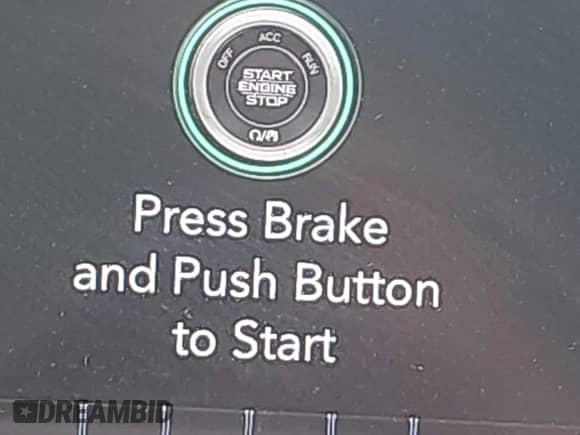 OFF ACC RUN
START
ENGINE
STOP
Press Brake
and Push Button
to Start
DREAMBID